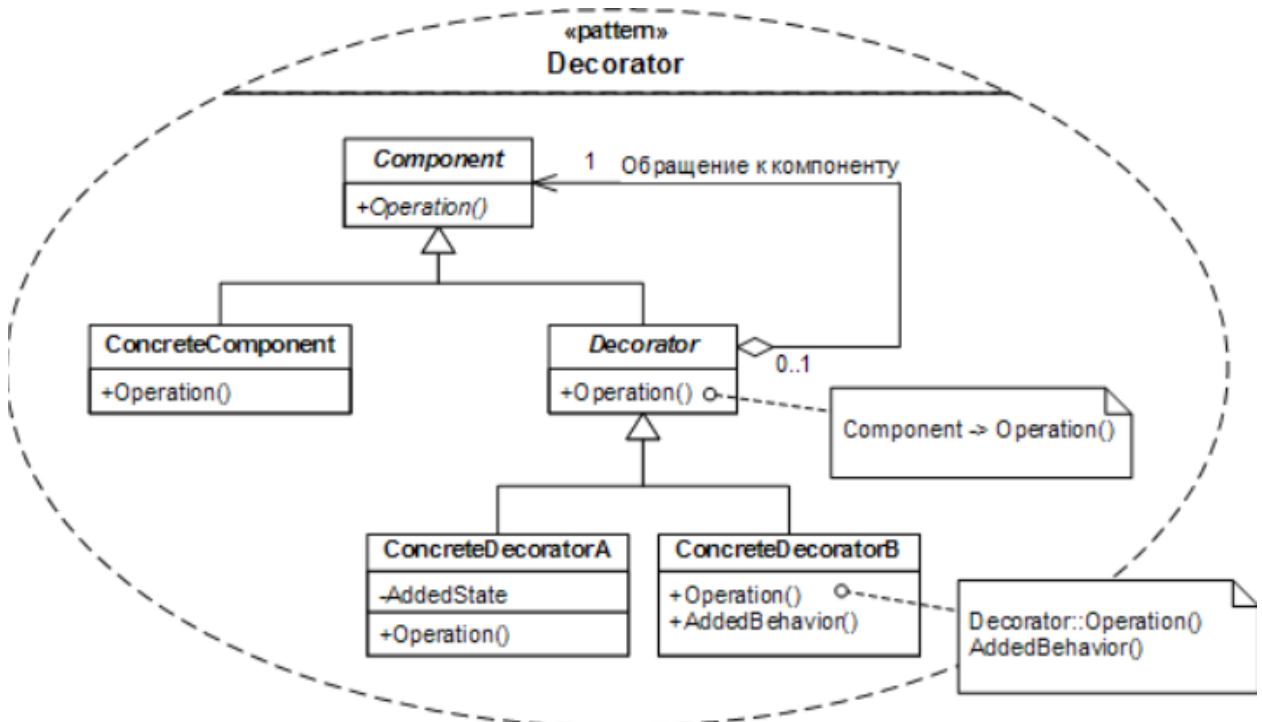 «pattern»
Decorator
Component
+Operation()
1
Обращение к компоненту
ConcreteComponent
+Operation()
Decorator
+Operation()
0..1
Component -> Operation()
ConcreteDecoratorA
-AddedState
+Operation()
ConcreteDecoratorB
+Operation()
+AddedBehavior()
Decorator::Operation()
AddedBehavior()